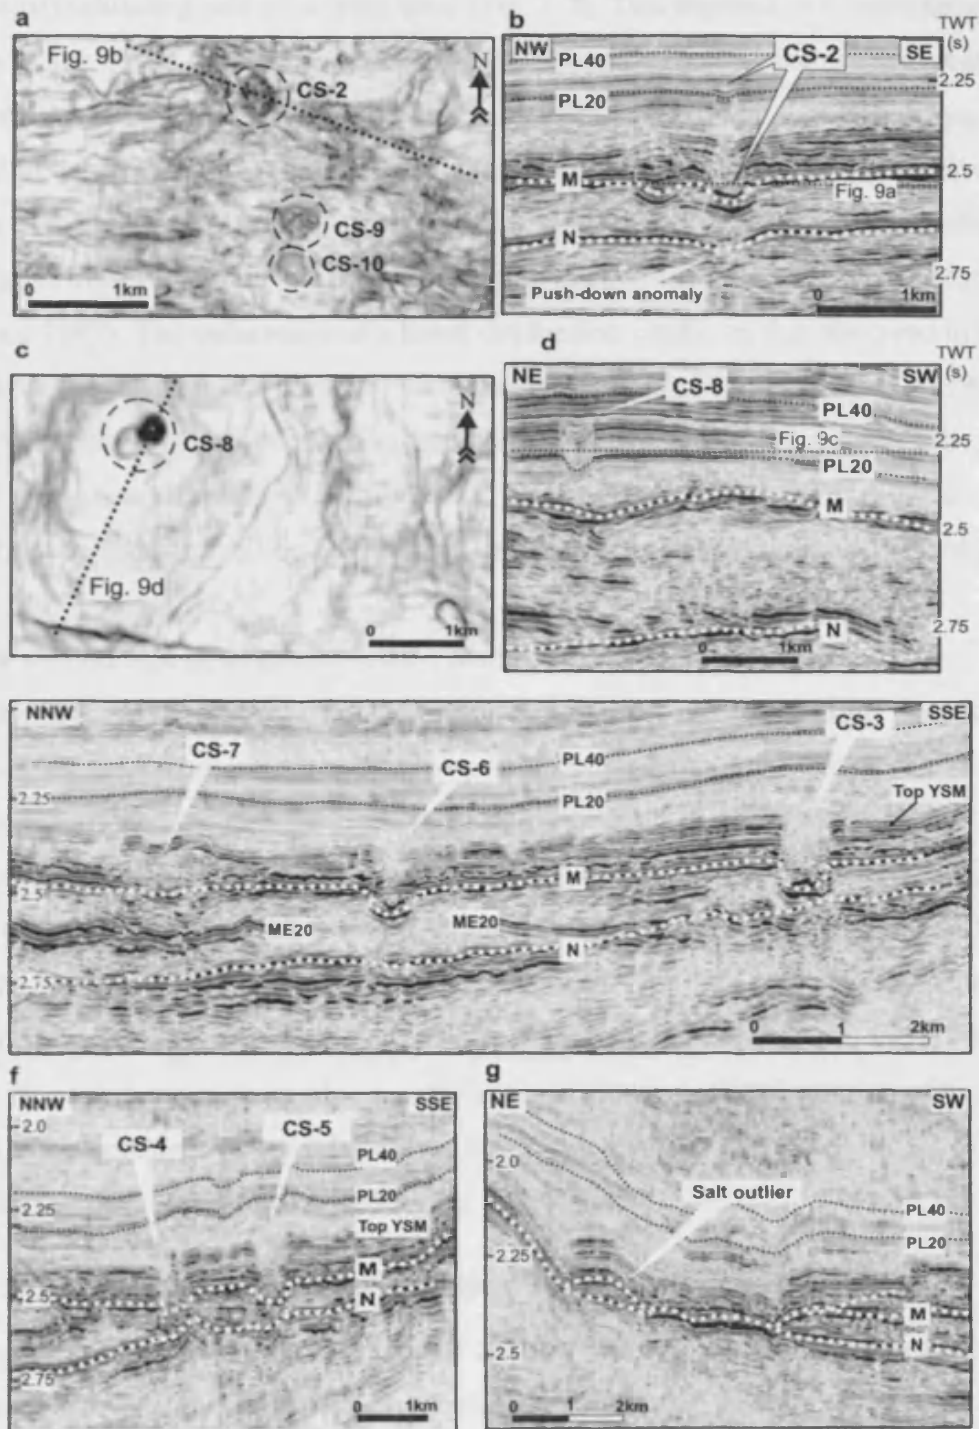 a
Fig. 9b
CS-2
N
CS-9
CS-10
0 1km
b
TWT
(s)
NW
SE
PL40
CS-2
2.25
PL20
2.5
M
Fig. 9a
N
2.75
Push-down anomaly
0 1km
c
N
CS-8
Fig. 9d
0 1km
d
TWT
(s)
NE
SW
CS-8
PL40
2.25
Fig. 9c
PL20
M
2.5
2.75
N
0 1km
NNW
SSE
CS-3
CS-7
CS-6
PL40
2.25
PL20
Top YSM
M
2.5
ME20
ME20
N
2.75
0 1 2km
f
NNW
SSE
2.0
CS-4
CS-5
PL40
PL20
2.25
Top YSM
M
2.5
N
2.75
0 1km
g
NE
SW
2.0
Salt outlier
PL40
PL20
2.25
M
N
2.5
0 1 2km